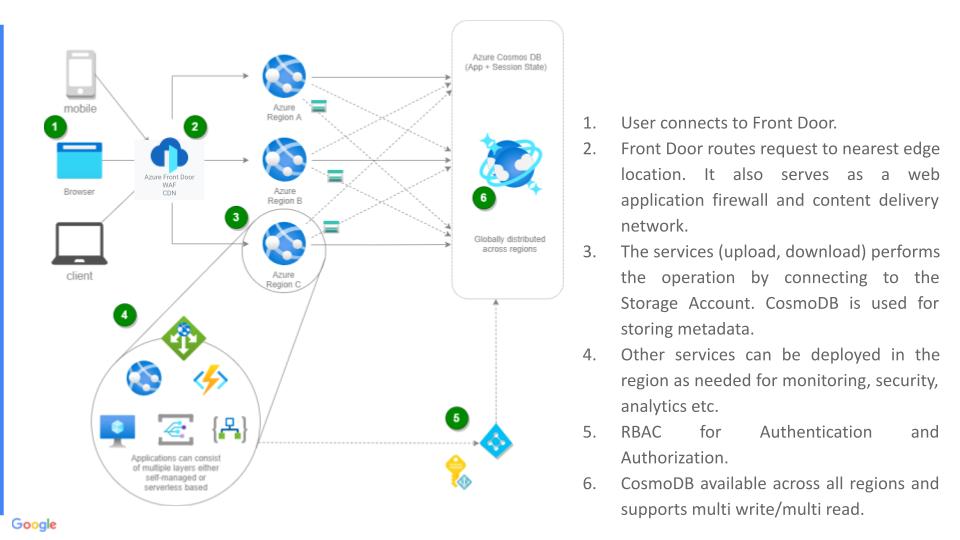 mobile
1
Browser
client
2
Azure Front Door
WAF
CDN
Azure
Region A
Azure
Region B
3
Azure
Region C
Azure Cosmos DB
(App + Session State)
6
Globally distributed
across regions
4
Applications can consist
of multiple layers either
self-managed or
serverless based
5
1. User connects to Front Door.
2. Front Door routes request to nearest edge
location. It also serves as a web
application firewall and content delivery
network.
3. The services (upload, download) performs
the operation by connecting to the
Storage Account. CosmoDB is used for
storing metadata.
4. Other services can be deployed in the
region as needed for monitoring, security,
analytics etc.
5. RBAC for Authentication and
Authorization.
6. CosmoDB available across all regions and
supports multi write/multi read.
Google